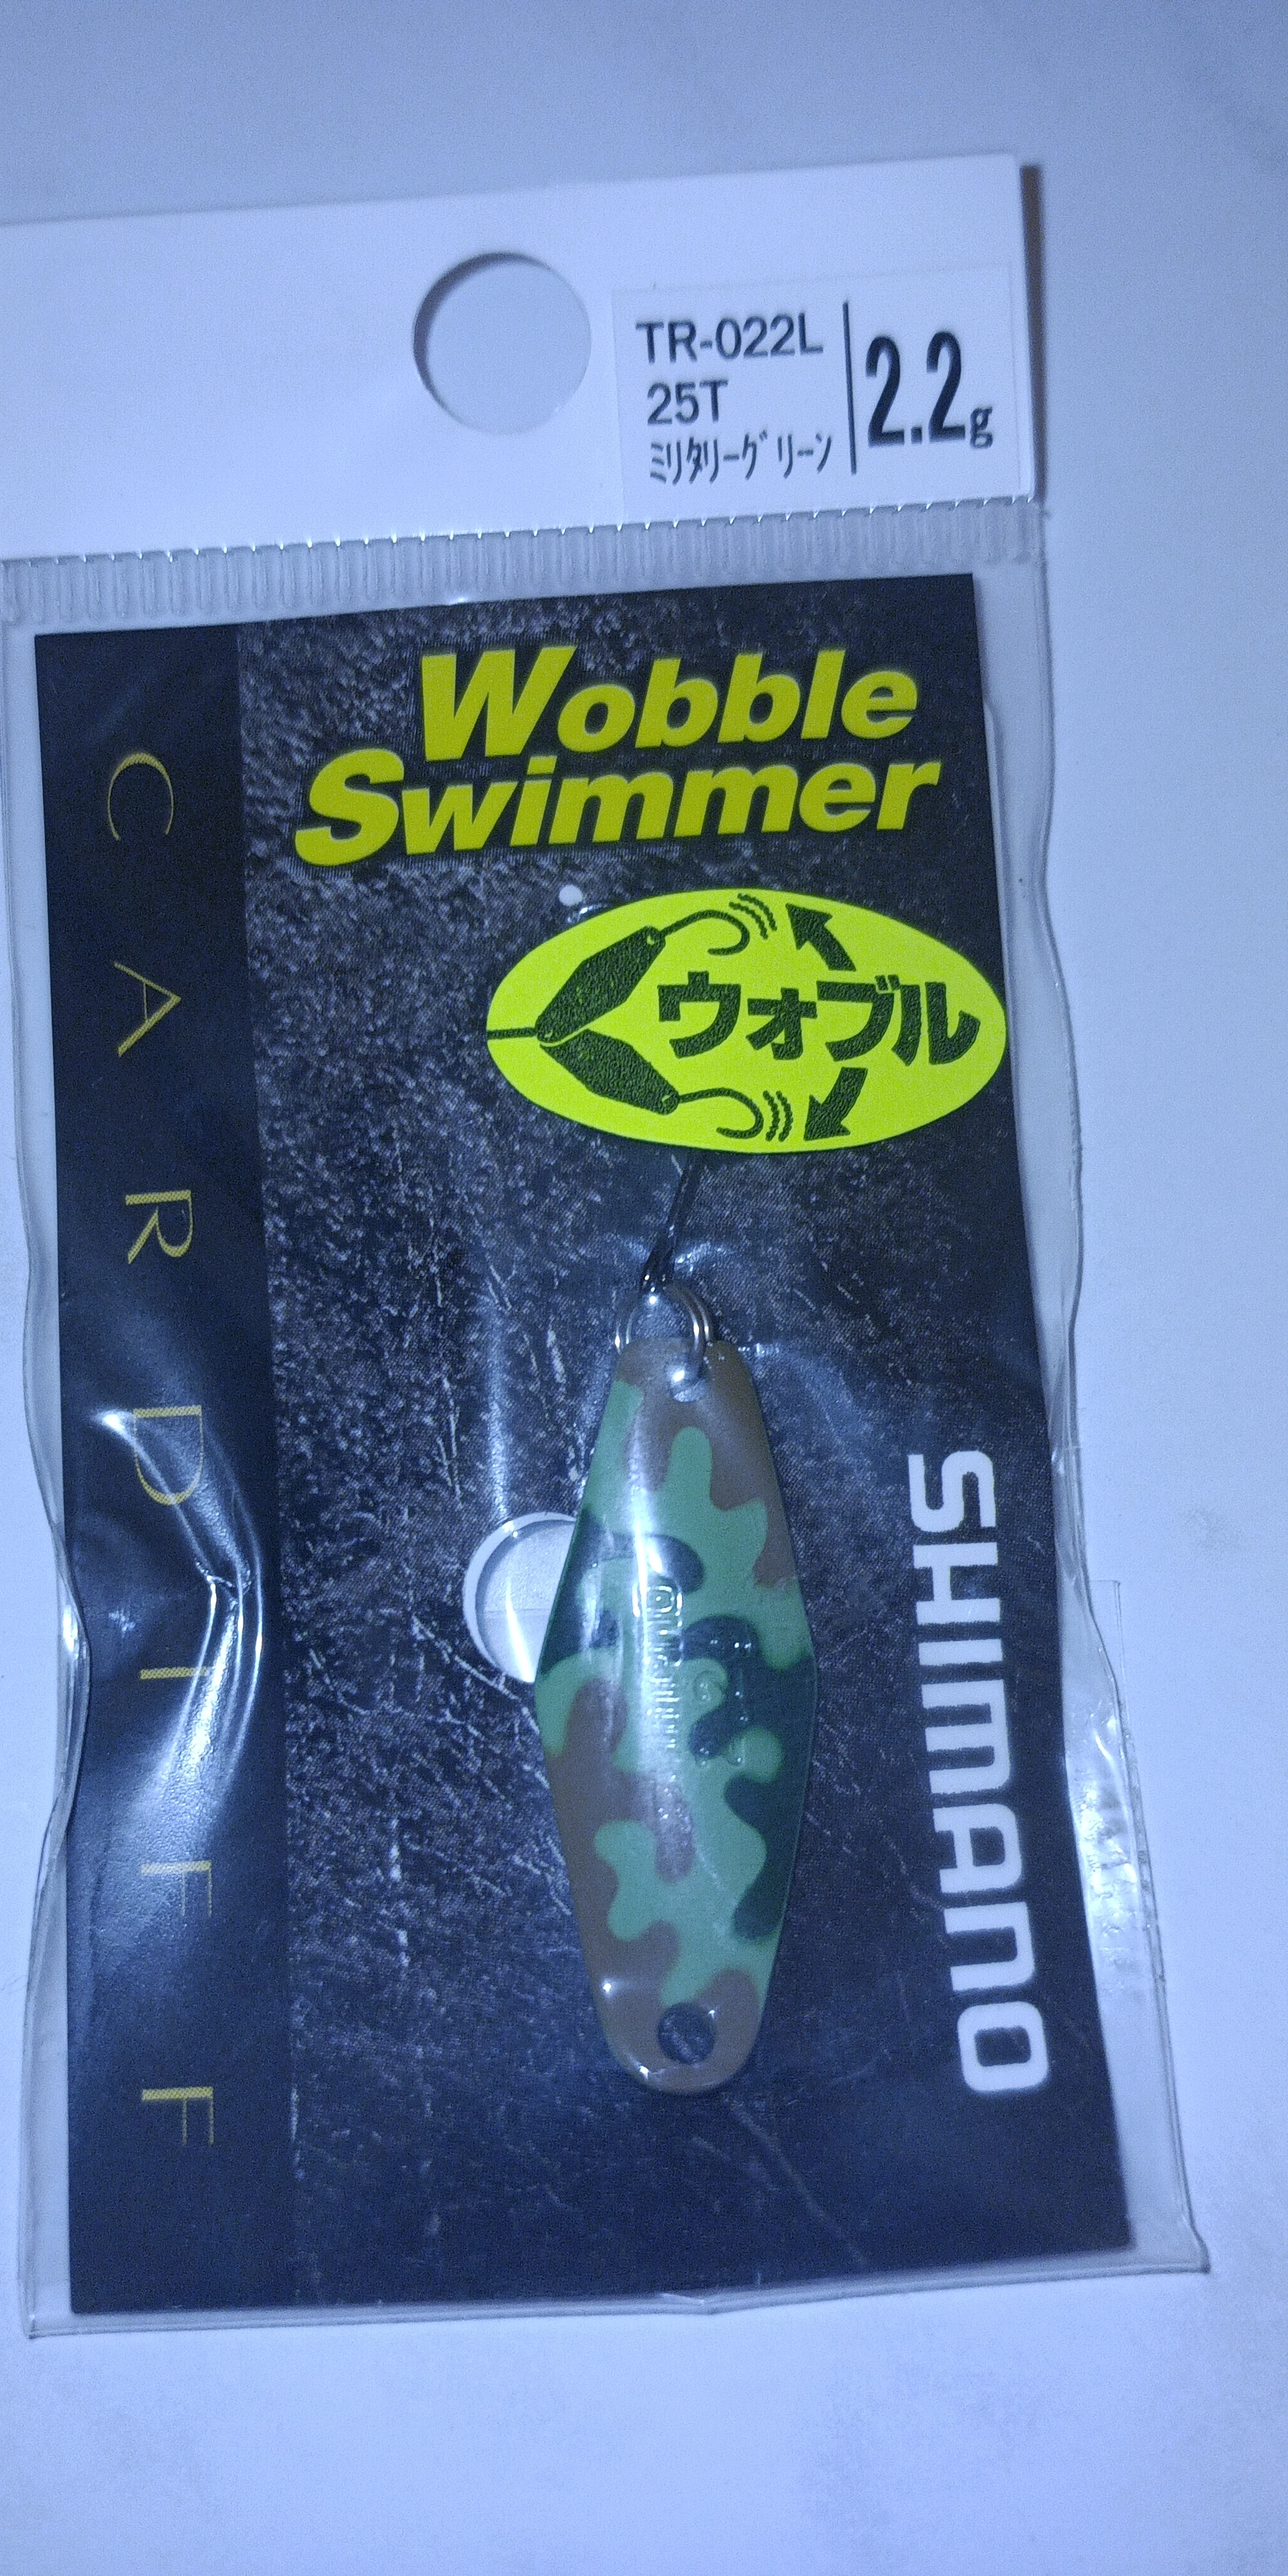 TR-022L
25T
ﾐﾘﾀﾘｰｸﾞﾘｰﾝ
2.2g
Wobble
Swimmer
ウォブル
CARDIFF
SHIMANO